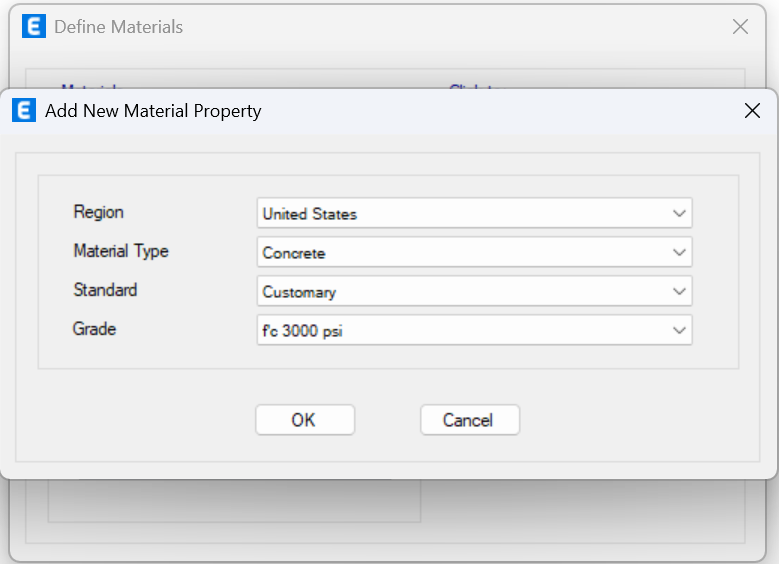 E Define Materials
E Add New Material Property
Region United States
Material Type Concrete
Standard Customary
Grade f'c 3000 psi
OK Cancel